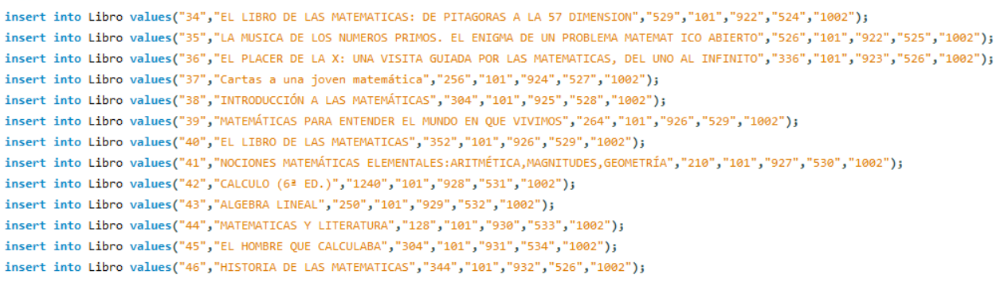 insert into Libro values("34","EL LIBRO DE LAS MATEMATICAS: DE PITAGORAS A LA 57 DIMENSION","529","101","922","524","1002");
insert into Libro values("35","LA MUSICA DE LOS NUMEROS PRIMOS. EL ENIGMA DE UN PROBLEMA MATEMAT ICO ABIERTO","526","101","922","525","1002");
insert into Libro values("36","EL PLACER DE LA X: UNA VISITA GUIADA POR LAS MATEMATICAS, DEL UNO AL INFINITO","336","101","923","526","1002");
insert into Libro values("37","Cartas a una joven matemática","256","101","924","527","1002");
insert into Libro values("38","INTRODUCCIÓN A LAS MATEMÁTICAS","304","101","925","528","1002");
insert into Libro values("39","MATEMÁTICAS PARA ENTENDER EL MUNDO EN QUE VIVIMOS","264","101","926","529","1002");
insert into Libro values("40","EL LIBRO DE LAS MATEMATICAS","352","101","926","529","1002");
insert into Libro values("41","NOCIONES MATEMÁTICAS ELEMENTALES:ARITMÉTICA,MAGNITUDES,GEOMETRÍA","210","101","927","530","1002");
insert into Libro values("42","CALCULO (6ª ED.)","1240","101","928","531","1002");
insert into Libro values("43","ALGEBRA LINEAL","250","101","929","532","1002");
insert into Libro values("44","MATEMATICAS Y LITERATURA","128","101","930","533","1002");
insert into Libro values("45","EL HOMBRE QUE CALCULABA","304","101","931","534","1002");
insert into Libro values("46","HISTORIA DE LAS MATEMATICAS","344","101","932","526","1002");